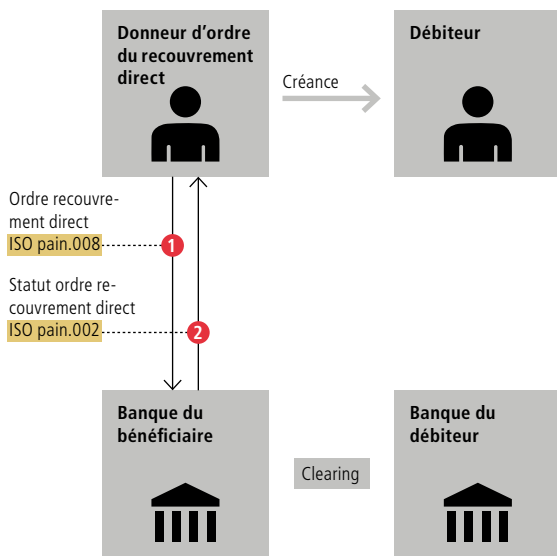 Donneur d'ordre
du recouvrement
direct
Débiteur
Créance
Ordre recouvre-
ment direct
ISO pain.008
1
Statut ordre re-
couvrement direct
ISO pain.002
2
Banque du
bénéficiaire
Banque du
débiteur
Clearing